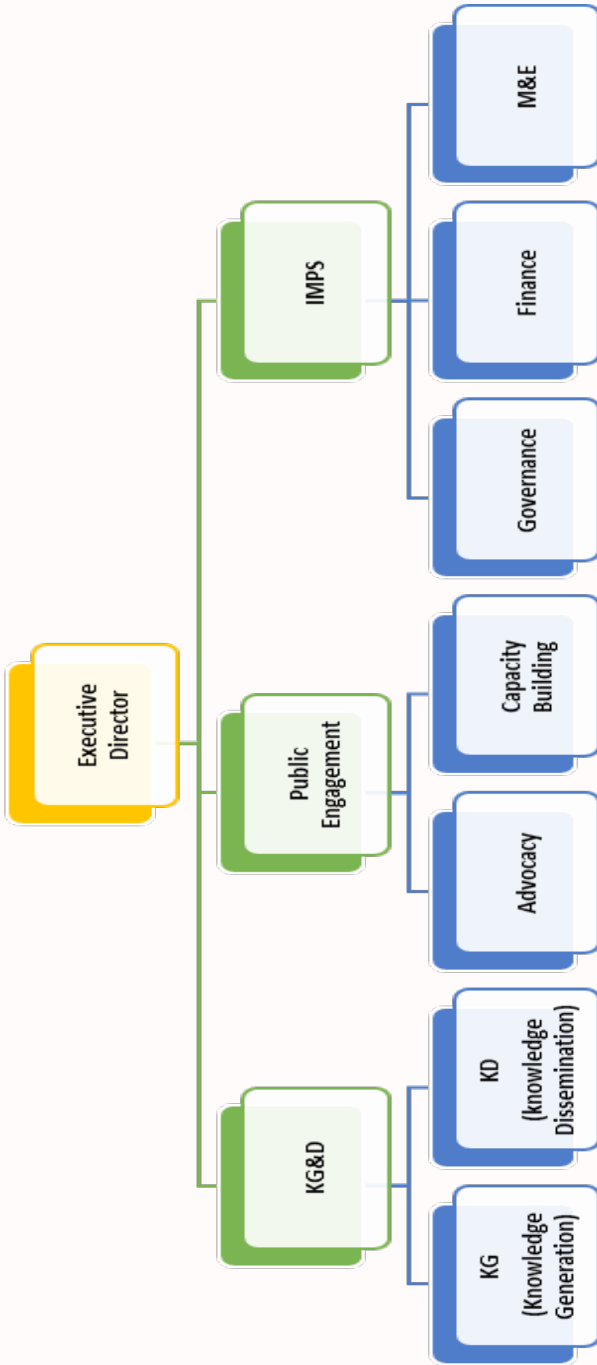 Executive
Director
KG&D
Public
Engagement
IMPS
KG
(Knowledge
Generation)
KD
(knowledge
Dissemination)
Advocacy
Capacity
Building
Governance
Finance
M&E